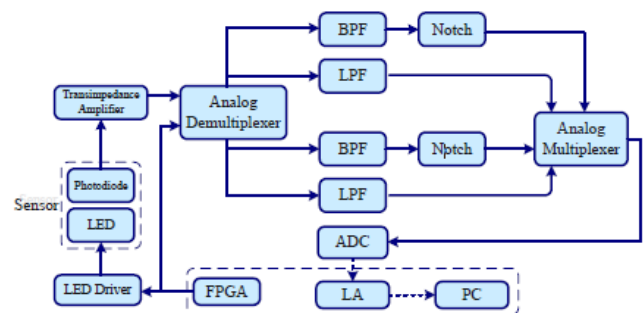 BPF
Notch
LPF
Transimpedance
Amplifier
Analog
Demultiplexer
Analog
Multiplexer
BPF
Nptch
Photodiode
LPF
Sensor
LED
ADC
LED Driver
FPGA
LA
PC